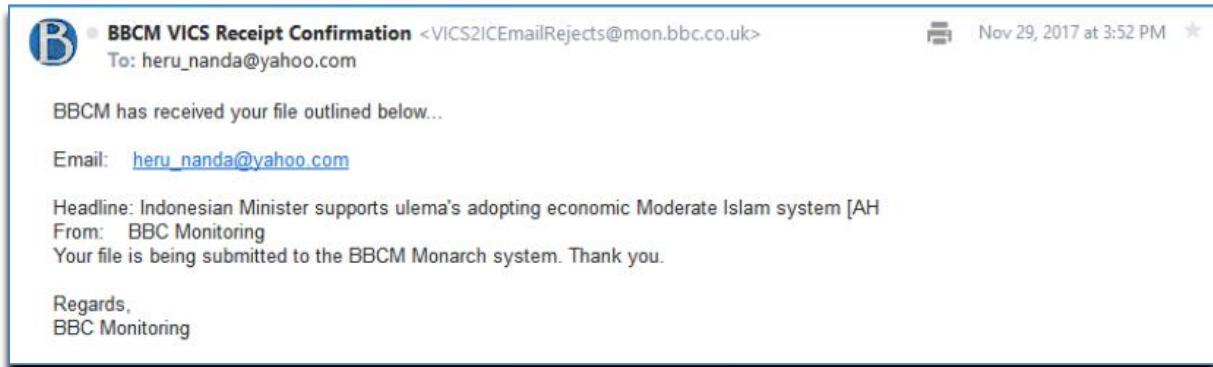 B
BBCM VICS Receipt Confirmation <VICS2ICEmailRejects@mon.bbc.co.uk> Nov 29, 2017 at 3:52 PM
To: heru_nanda@yahoo.com
BBCM has received your file outlined below...
Email: heru_nanda@yahoo.com
Headline: Indonesian Minister supports ulema's adopting economic Moderate Islam system [AH
From: BBC Monitoring
Your file is being submitted to the BBCM Monarch system. Thank you.
Regards,
BBC Monitoring